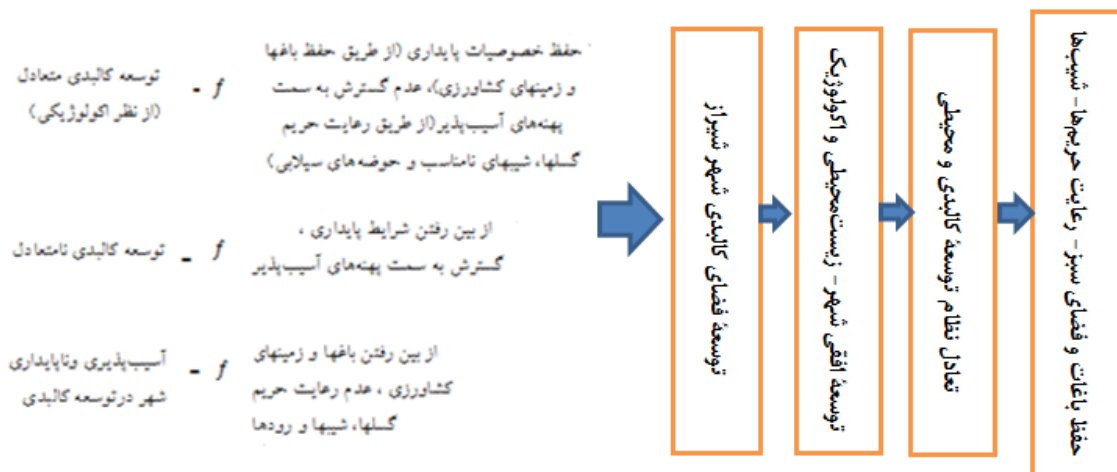 حفظ خصوصیات پایداری (از طریق حفظ باغها
و زمینهای کشاورزی)، عدم گسترش به سمت
پهنه‌های آسیب‌پذیر(از طریق رعایت حریم
گسلها، شیبهای نامناسب و حوضه‌های سیلابی)
f -
توسعه کالبدی متعادل
(از نظر اکولوژیکی)
از بین رفتن شرایط پایداری ،
گسترش به سمت پهنه‌های آسیب‌پذیر
f -
توسعه کالبدی نامتعادل
از بین رفتن باغها و زمینهای
کشاورزی ، عدم رعایت حریم
گسلها، شیبها و رودها
f -
آسیب‌پذیری وناپایداری
شهر درتوسعه کالبدی
توسعۀ فضای کالبدی شهر شیراز
توسعۀ افقی شهر- زیست‌محیطی و اکولوژیک
تعادل نظام توسعۀ کالبدی و محیطی
حفظ باغات و فضای سبز- رعایت حریم‌ها- شیب‌ها